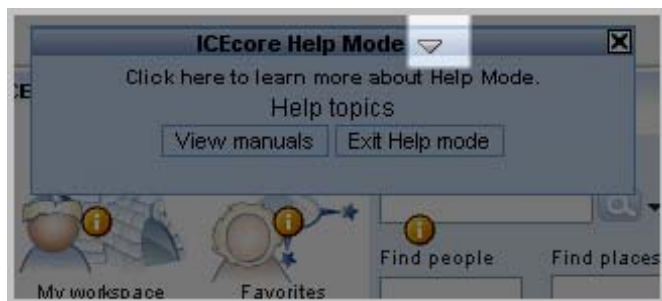 ICEcore Help Mode
Click here to learn more about Help Mode.
Help topics
View manuals Exit Help mode
Find people Find places
My workspace Favorites